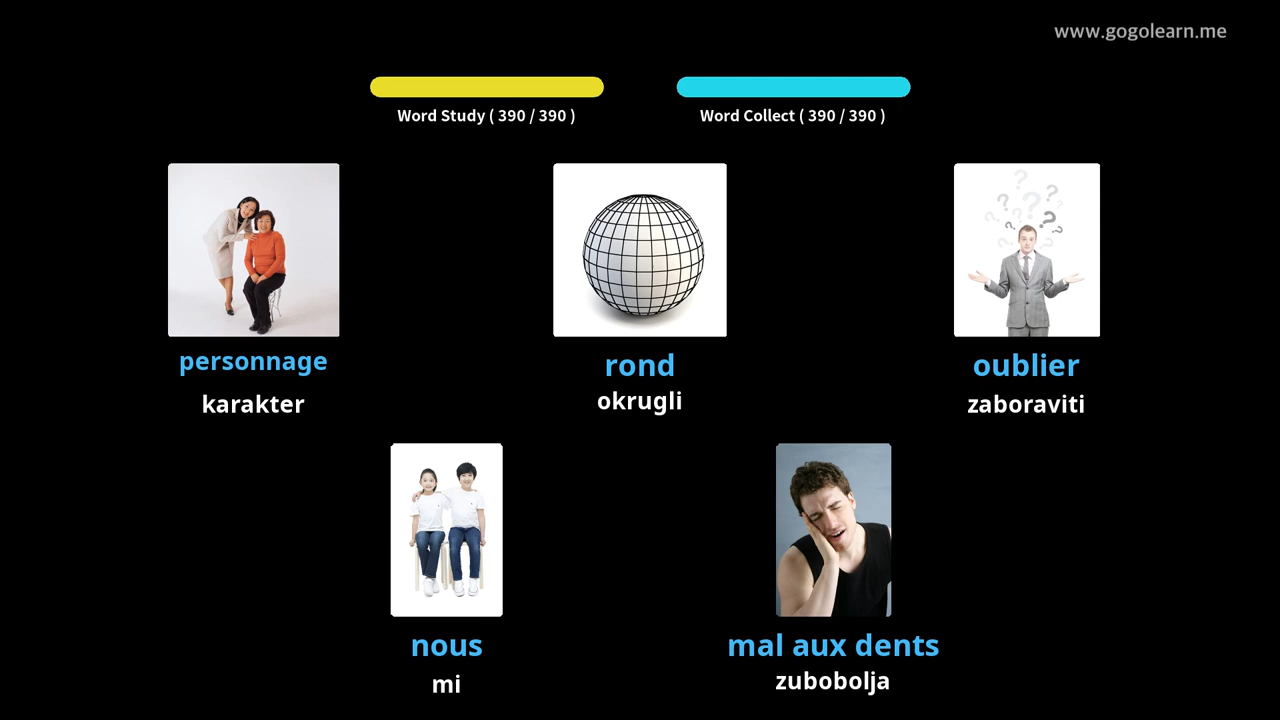 www.gogolearn.me
Word Study ( 390 / 390 )
Word Collect ( 390 / 390 )
personnage
karakter
rond
okrugli
oublier
zaboraviti
nous
mi
mal aux dents
zubobolja